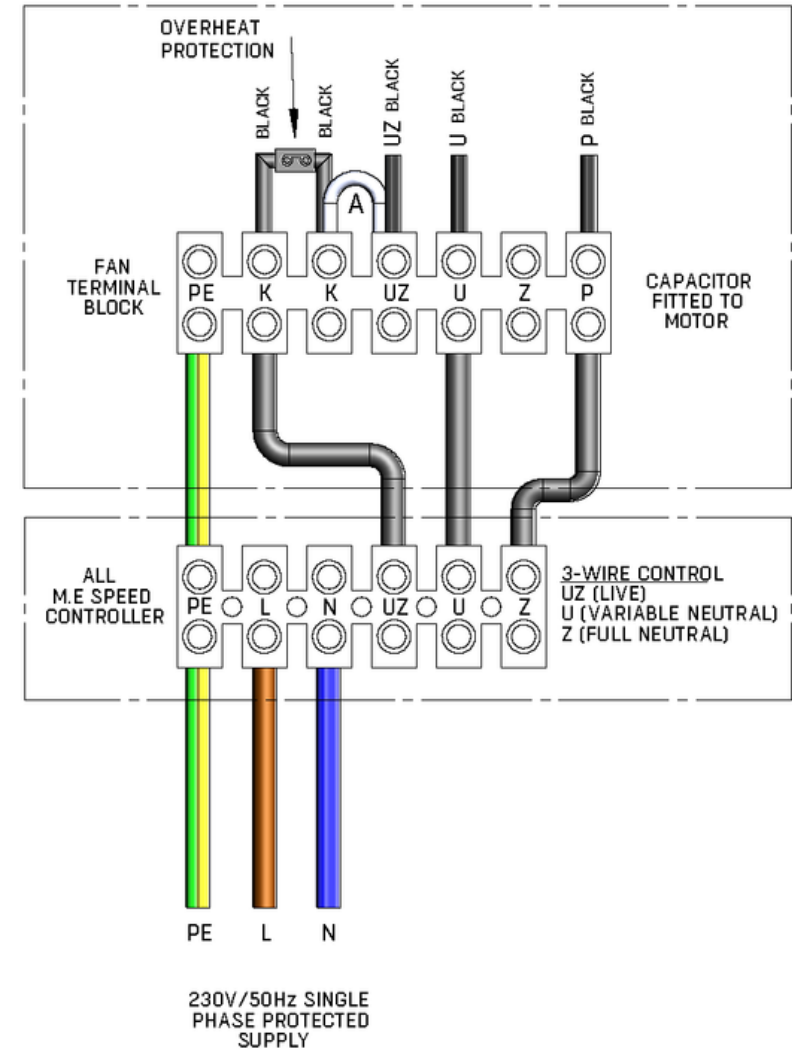 OVERHEAT
PROTECTION
BLACK
BLACK
UZ BLACK
U BLACK
P BLACK
A
FAN
TERMINAL
BLOCK
PE K K UZ U Z P
CAPACITOR
FITTED TO
MOTOR
ALL
M.E SPEED
CONTROLLER
PE L N UZ U Z
3-WIRE CONTROL
UZ (LIVE)
U (VARIABLE NEUTRAL)
Z (FULL NEUTRAL)
PE L N
230V/50Hz SINGLE
PHASE PROTECTED
SUPPLY